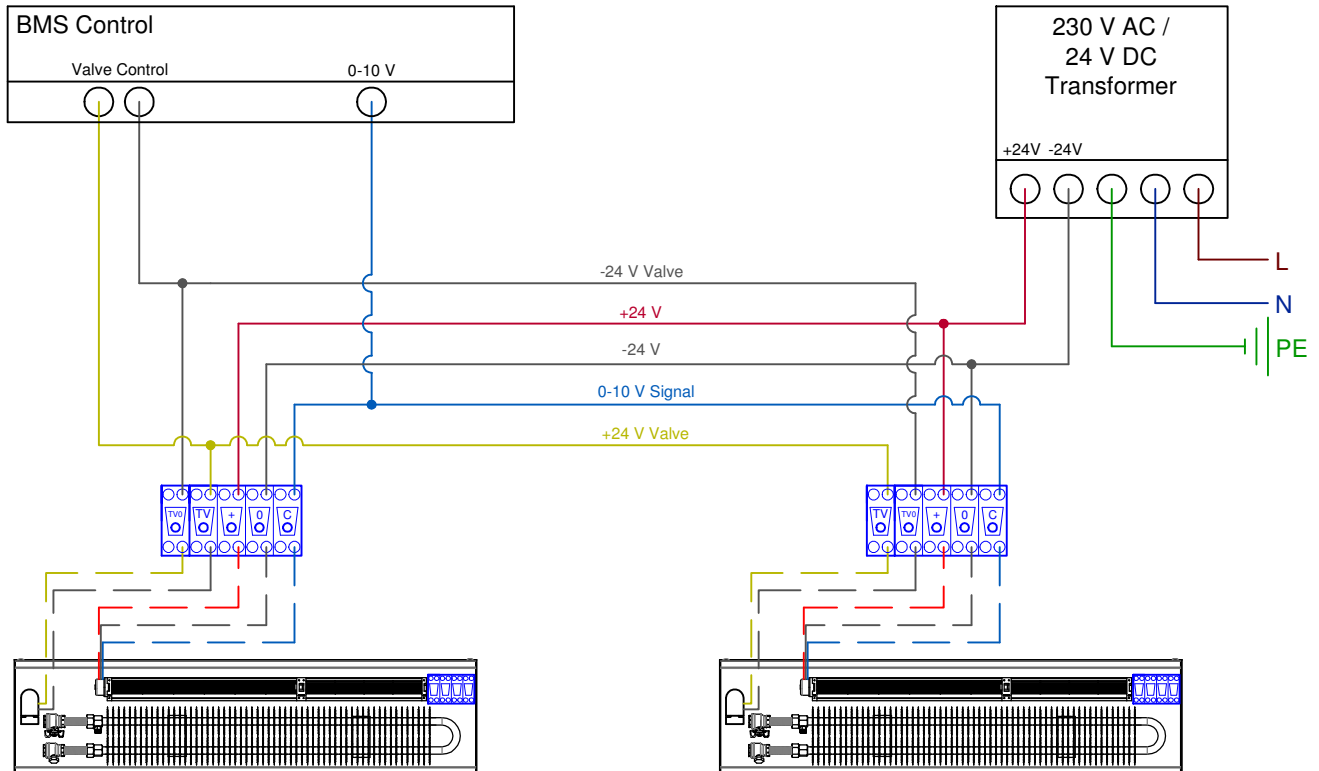 BMS Control
Valve Control
0-10 V
230 V AC /
24 V DC
Transformer
+24V -24V
L
N
PE
-24 V Valve
+24 V
-24 V
0-10 V Signal
+24 V Valve
TV0 TV + 0 C
TV TV0 + 0 C